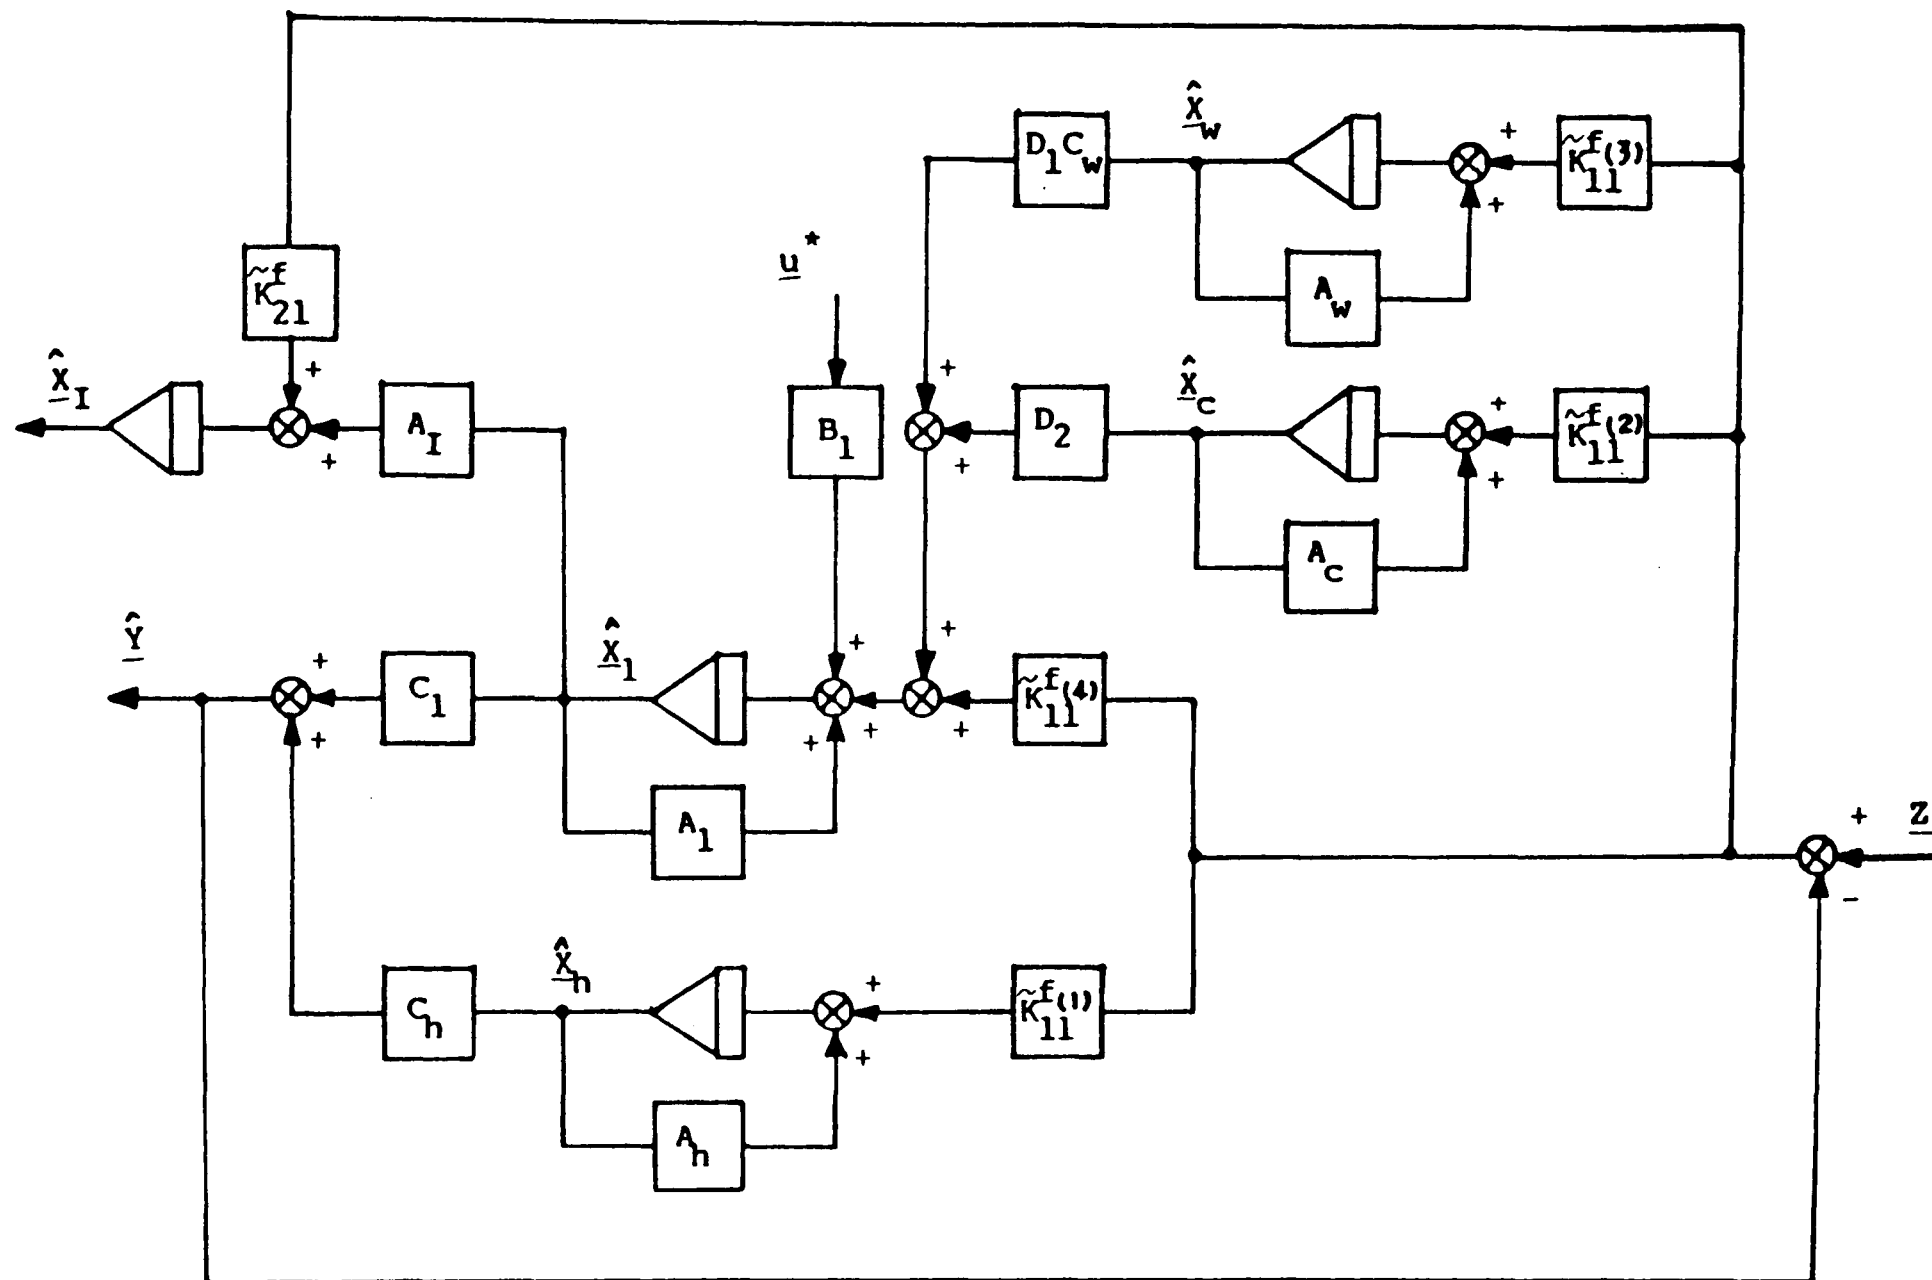 X̂_w
D₁C_w
K̃₁₁^f(3)
A_w
u*
K̃₂₁^f
X̂_I
A_I
B₁
D₂
X̂_c
K̃₁₁^f(2)
A_c
Ŷ
C₁
X̂₁
K̃₁₁^f(4)
A₁
Z
X̂_h
C_h
K̃₁₁^f(1)
A_h
+ + + + + + + + + + + + + + + + + + + + -